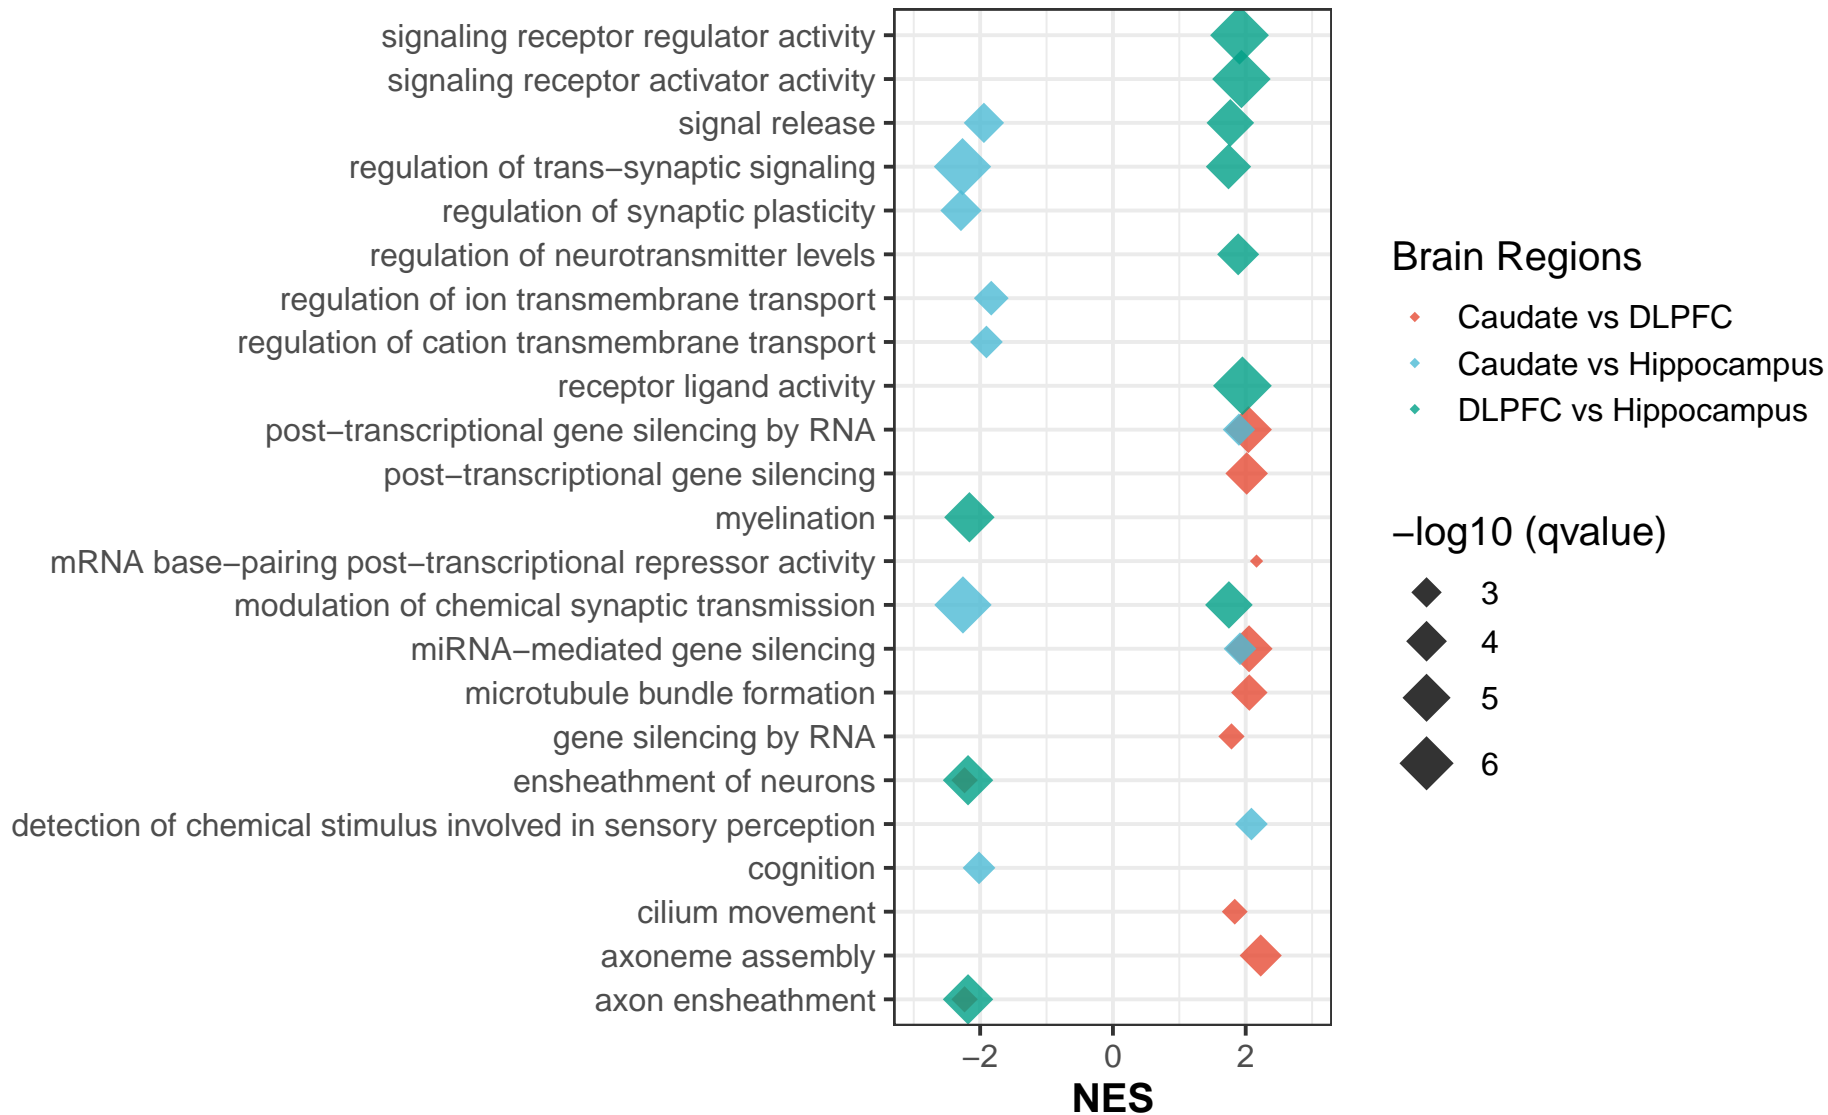 signaling receptor regulator activity
signaling receptor activator activity
signal release
regulation of trans−synaptic signaling
regulation of synaptic plasticity
regulation of neurotransmitter levels
regulation of ion transmembrane transport
regulation of cation transmembrane transport
receptor ligand activity
post−transcriptional gene silencing by RNA
post−transcriptional gene silencing
myelination
mRNA base−pairing post−transcriptional repressor activity
modulation of chemical synaptic transmission
miRNA−mediated gene silencing
microtubule bundle formation
gene silencing by RNA
ensheathment of neurons
detection of chemical stimulus involved in sensory perception
cognition
cilium movement
axoneme assembly
axon ensheathment
−2 0 2
NES
Brain Regions
Caudate vs DLPFC
Caudate vs Hippocampus
DLPFC vs Hippocampus
−log10 (qvalue)
3
4
5
6